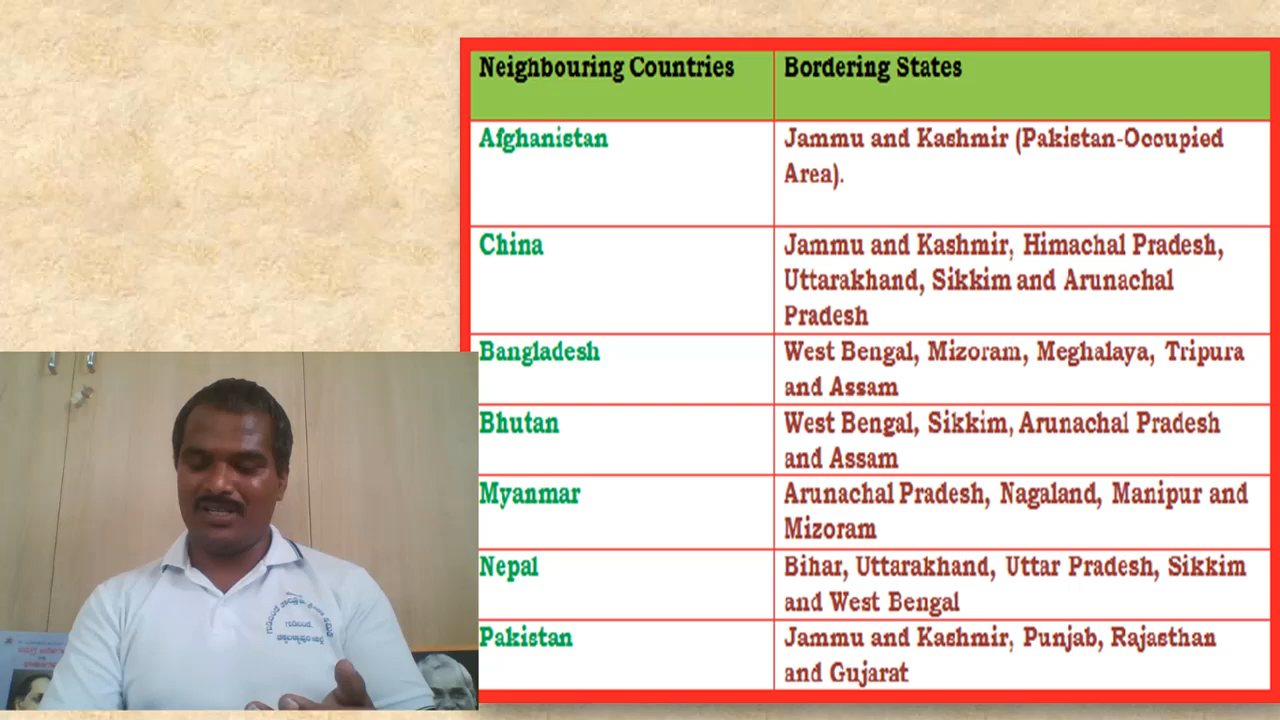 Neighbouring Countries
Bordering States
Afghanistan
Jammu and Kashmir (Pakistan-Occupied
Area).
China
Jammu and Kashmir, Himachal Pradesh,
Uttarakhand, Sikkim and Arunachal
Pradesh
Bangladesh
West Bengal, Mizoram, Meghalaya, Tripura
and Assam
Bhutan
West Bengal, Sikkim, Arunachal Pradesh
and Assam
Myanmar
Arunachal Pradesh, Nagaland, Manipur and
Mizoram
Nepal
Bihar, Uttarakhand, Uttar Pradesh, Sikkim
and West Bengal
Pakistan
Jammu and Kashmir, Punjab, Rajasthan
and Gujarat
ಗುಡಿಬಂಡೆ.